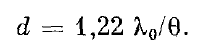 d = 1,22 λ₀/θ.